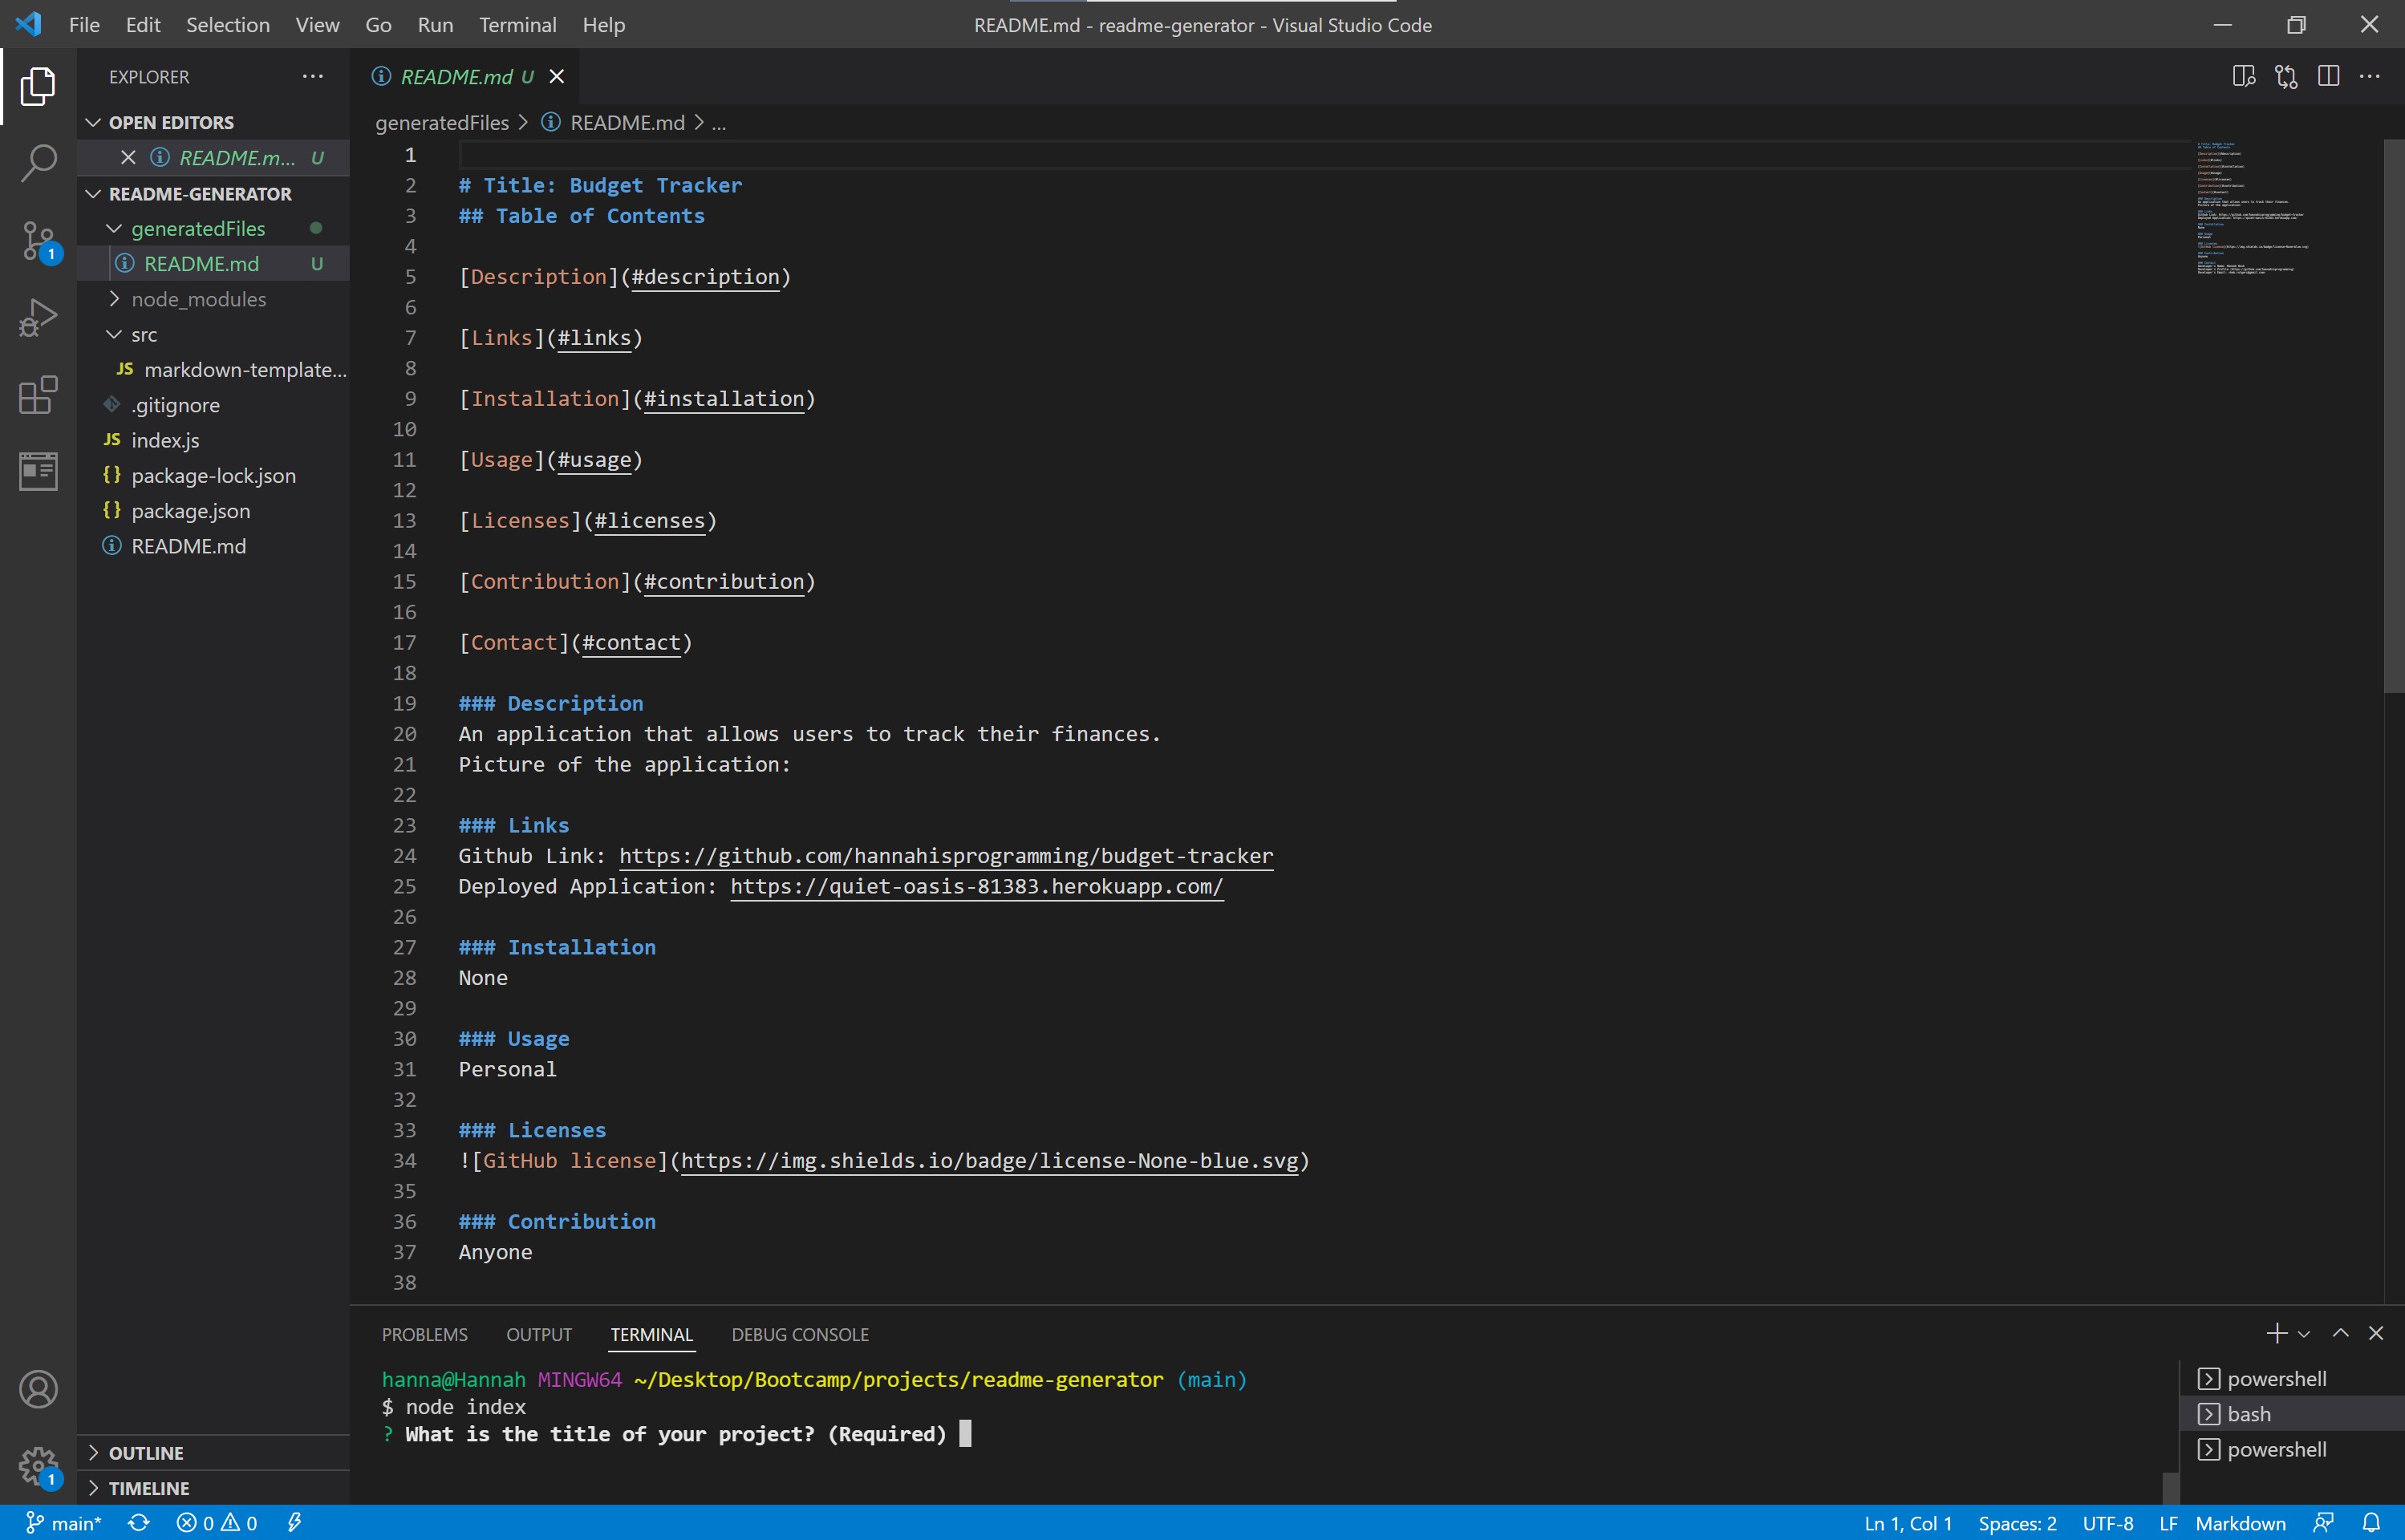 File Edit Selection View Go Run Terminal Help
README.md - readme-generator - Visual Studio Code
EXPLORER
OPEN EDITORS
README.m... U
README-GENERATOR
generatedFiles
README.md U
node_modules
src
JS markdown-template...
.gitignore
JS index.js
{} package-lock.json
{} package.json
README.md
OUTLINE
TIMELINE
1
1
README.md U
generatedFiles > README.md > ...
1
2 # Title: Budget Tracker
3 ## Table of Contents
4
5 [Description](#description)
6
7 [Links](#links)
8
9 [Installation](#installation)
10
11 [Usage](#usage)
12
13 [Licenses](#licenses)
14
15 [Contribution](#contribution)
16
17 [Contact](#contact)
18
19 ### Description
20 An application that allows users to track their finances.
21 Picture of the application:
22
23 ### Links
24 Github Link: https://github.com/hannahisprogramming/budget-tracker
25 Deployed Application: https://quiet-oasis-81383.herokuapp.com/
26
27 ### Installation
28 None
29
30 ### Usage
31 Personal
32
33 ### Licenses
34 ![GitHub license](https://img.shields.io/badge/license-None-blue.svg)
35
36 ### Contribution
37 Anyone
38
PROBLEMS OUTPUT TERMINAL DEBUG CONSOLE
hanna@Hannah MINGW64 ~/Desktop/Bootcamp/projects/readme-generator (main)
$ node index
? What is the title of your project? (Required)
powershell
bash
powershell
main* 0 0
Ln 1, Col 1 Spaces: 2 UTF-8 LF Markdown